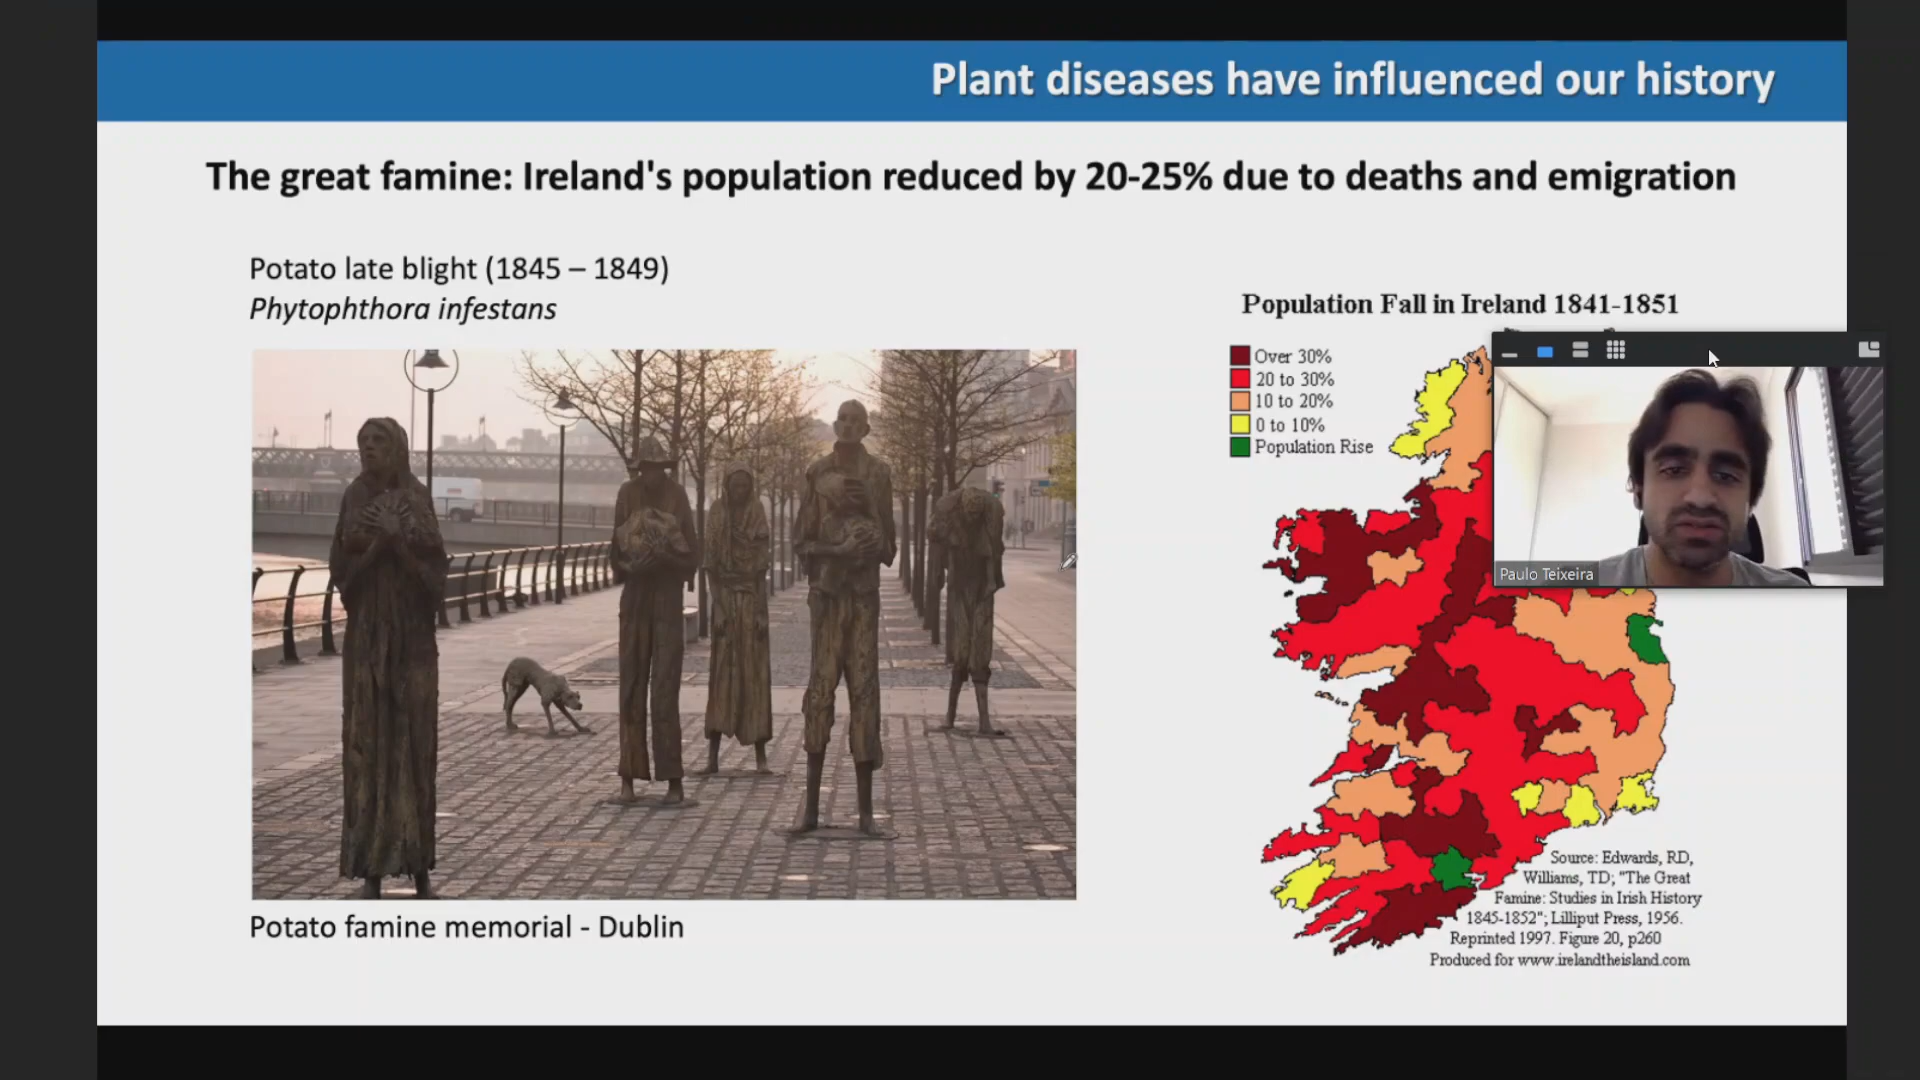 Plant diseases have influenced our history
The great famine: Ireland's population reduced by 20-25% due to deaths and emigration
Potato late blight (1845 – 1849)
Phytophthora infestans
Population Fall in Ireland 1841-1851
Over 30%
20 to 30%
10 to 20%
0 to 10%
Population Rise
Paulo Teixeira
Source: Edwards, RD,
Williams, TD; "The Great
Famine: Studies in Irish History
1845-1852"; Lilliput Press, 1956.
Reprinted 1997. Figure 20, p260
Produced for www.irelandtheisland.com
Potato famine memorial - Dublin